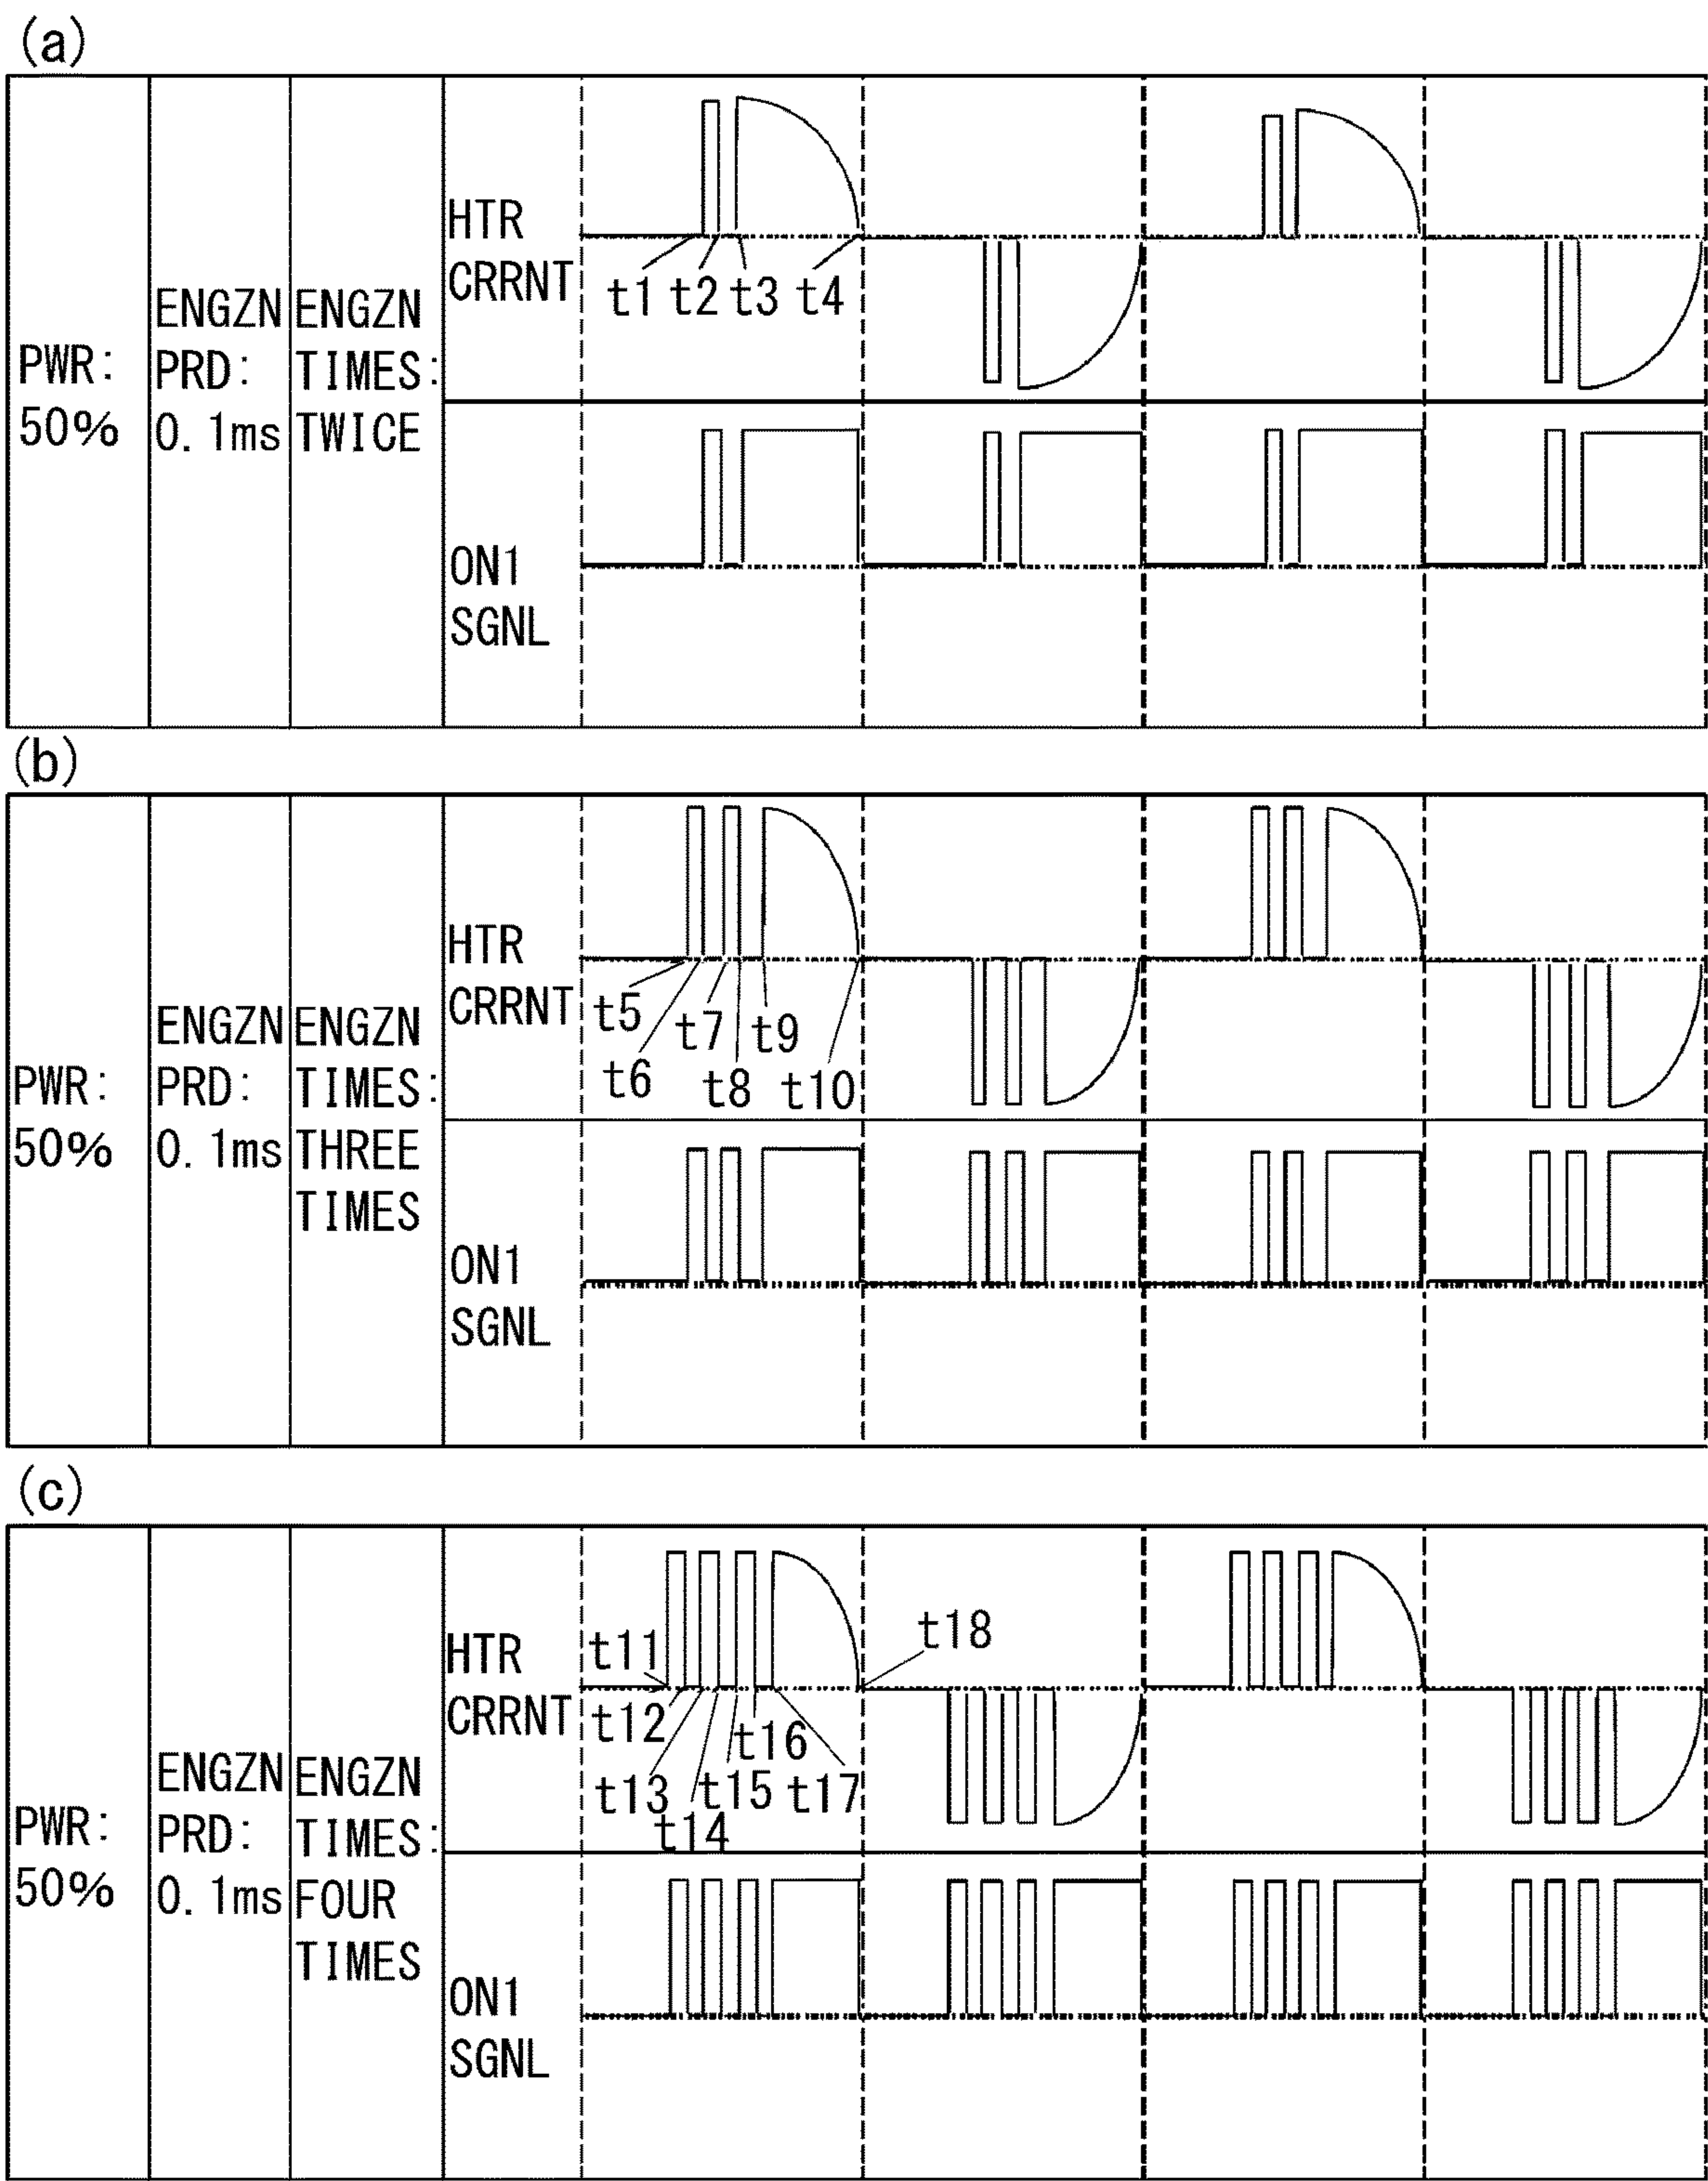 (a)
PWR:
50%
ENGZN
PRD:
0.1ms
ENGZN
TIMES:
TWICE
HTR
CRRNT
t1
t2
t3
t4
ON1
SGNL
(b)
PWR:
50%
ENGZN
PRD:
0.1ms
ENGZN
TIMES:
THREE
TIMES
HTR
CRRNT
t5
t6
t7
t8
t9
t10
ON1
SGNL
(c)
PWR:
50%
ENGZN
PRD:
0.1ms
ENGZN
TIMES:
FOUR
TIMES
HTR
CRRNT
t11
t12
t13
t14
t15
t16
t17
t18
ON1
SGNL